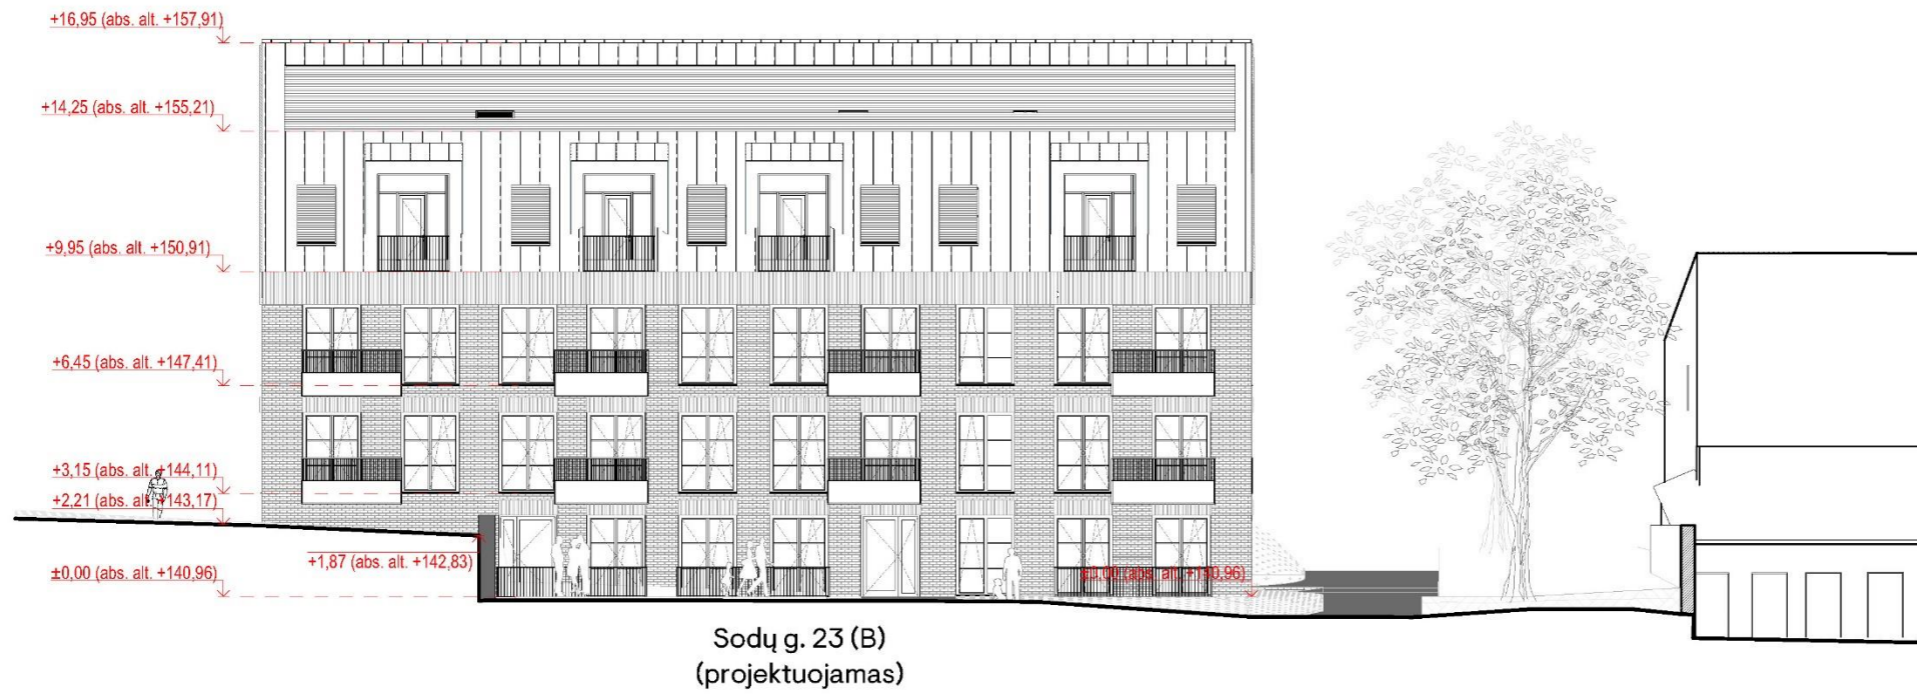 +16,95 (abs. alt. +157,91)
+14,25 (abs. alt. +155,21)
+9,95 (abs. alt. +150,91)
+6,45 (abs. alt. +147,41)
+3,15 (abs. alt. +144,11)
+2,21 (abs. alt. +143,17)
+1,87 (abs. alt. +142,83)
±0,00 (abs. alt. +140,96)
±0,00 (abs. alt. +140,96)
Sodų g. 23 (B)
(projektuojamas)